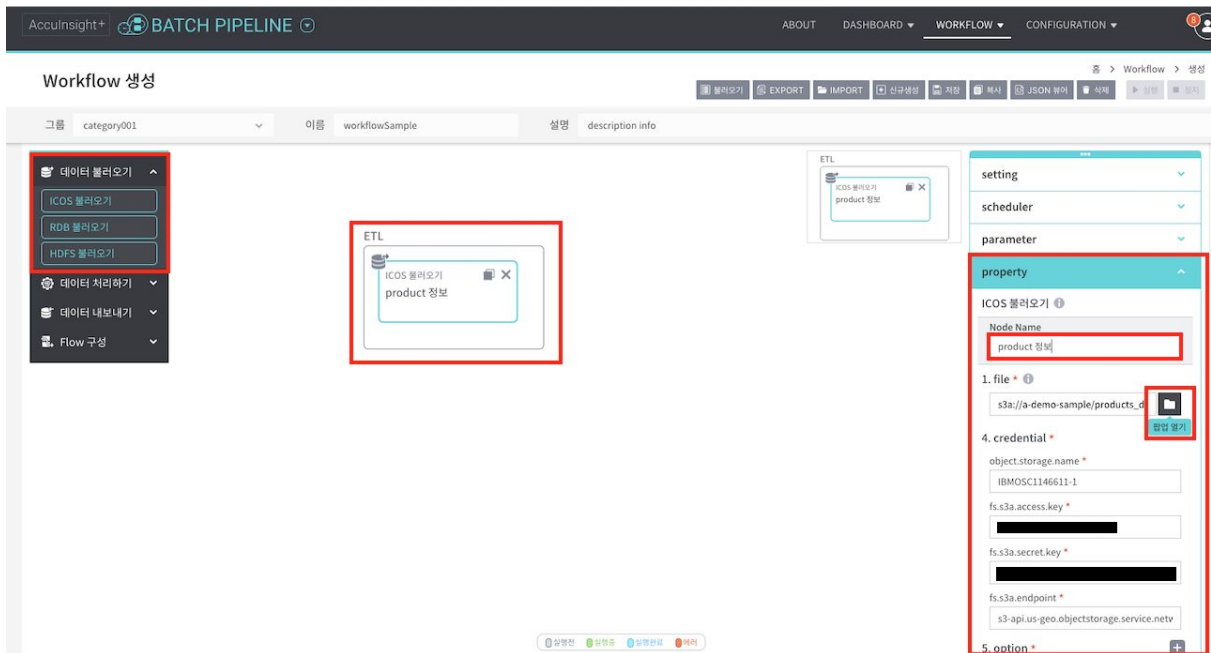 AccuInsight+ BATCH PIPELINE
ABOUT DASHBOARD WORKFLOW CONFIGURATION
8
Workflow 생성
홈 > Workflow > 생성
불러오기 EXPORT IMPORT 신규생성 저장 복사 JSON 뷰어 삭제 실행 정지
그룹 category001 이름 workflowSample 설명 description info
데이터 불러오기
ICOS 불러오기
RDB 불러오기
HDFS 불러오기
데이터 처리하기
데이터 내보내기
Flow 구성
ETL
ICOS 불러오기
product 정보
ETL
ICOS 불러오기
product 정보
setting
scheduler
parameter
property
ICOS 불러오기
Node Name
product 정보
1. file *
s3a://a-demo-sample/products_d
팝업 열기
4. credential *
object.storage.name *
IBMOSC1146611-1
fs.s3a.access.key *
fs.s3a.secret.key *
fs.s3a.endpoint *
s3-api.us-geo.objectstorage.service.netw
5. option *
실행전 실행중 실행완료 에러